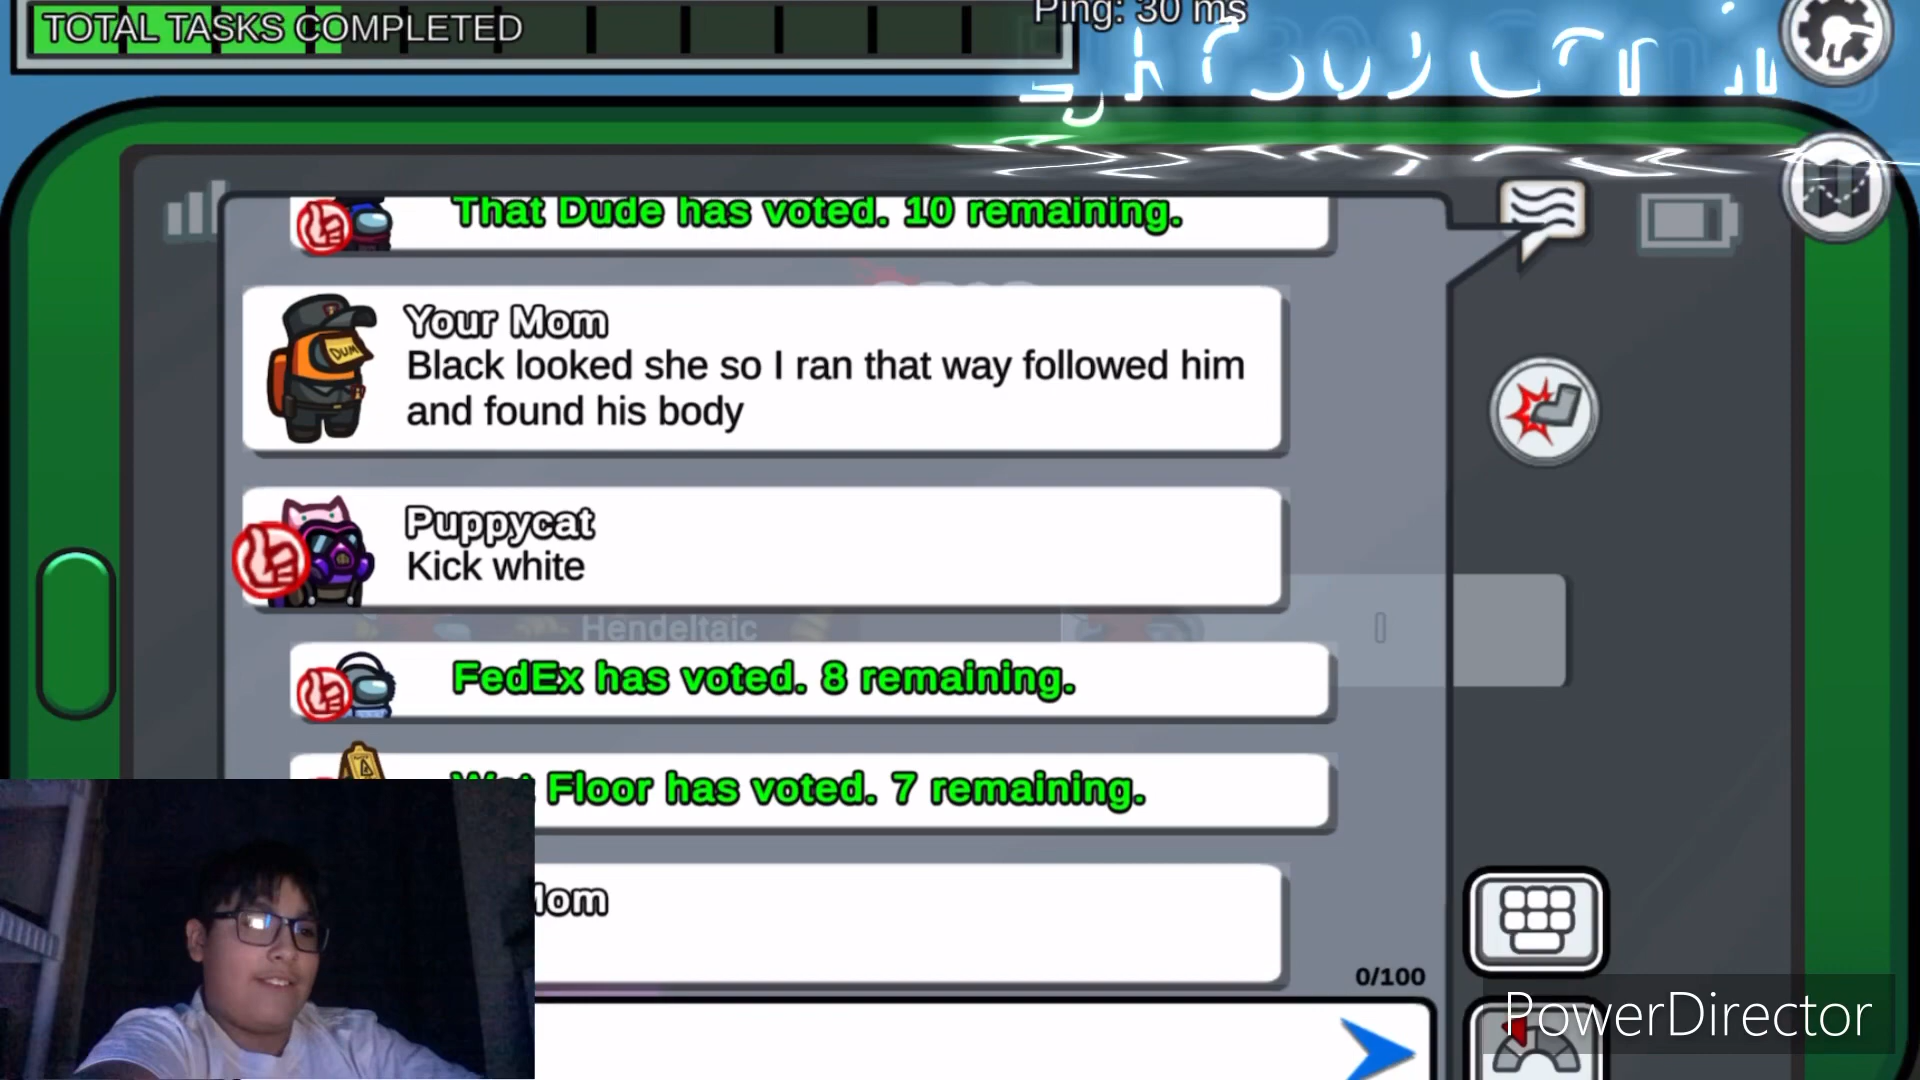 TOTAL TASKS COMPLETED
Ping: 30 ms
That Dude has voted. 10 remaining.
Your Mom
DUM
Black looked she so I ran that way followed him
and found his body
Puppycat
Kick white
Hendeltaic
FedEx has voted. 8 remaining.
Floor has voted. 7 remaining.
Mom
0/100
PowerDirector